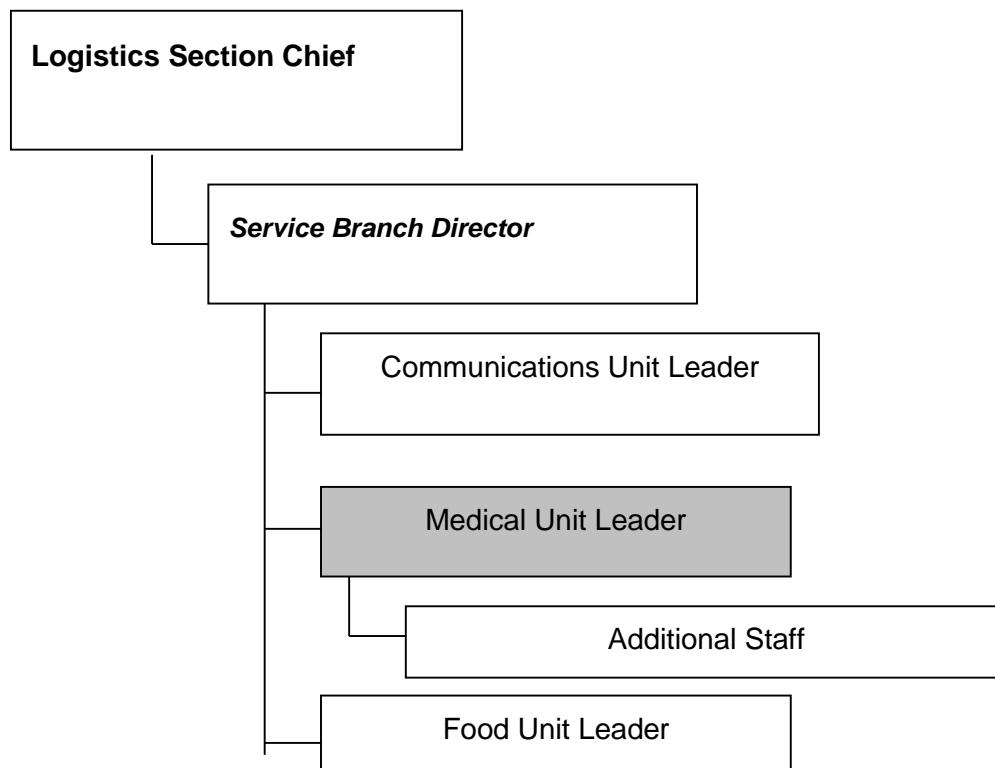 Logistics Section Chief
Service Branch Director
Communications Unit Leader
Medical Unit Leader
Additional Staff
Food Unit Leader